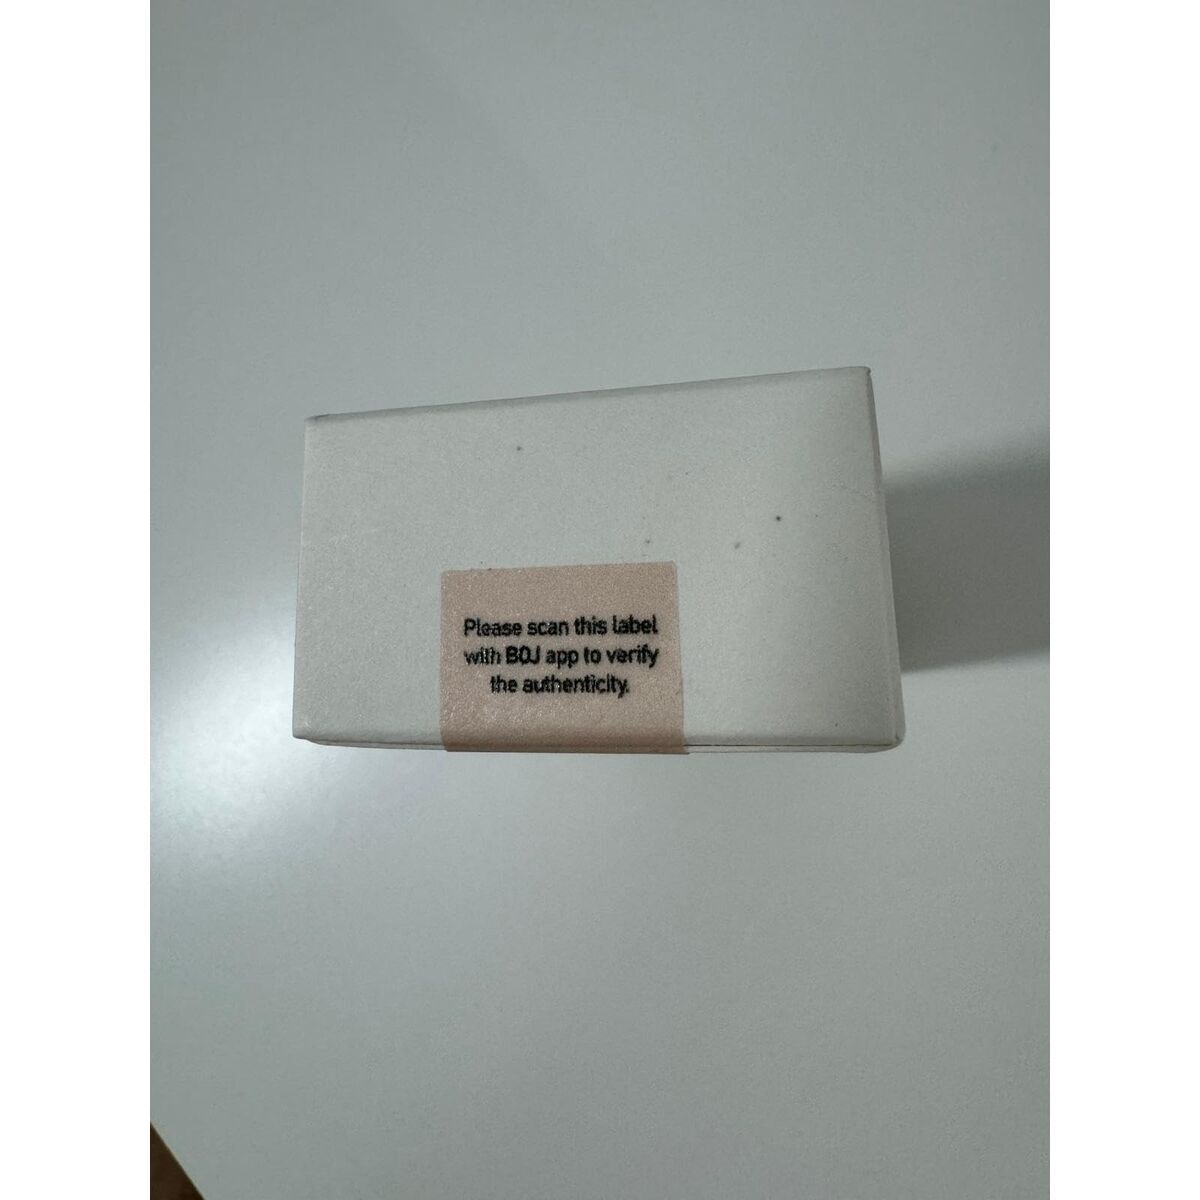 Please scan this label
with BOJ app to verify
the authenticity.